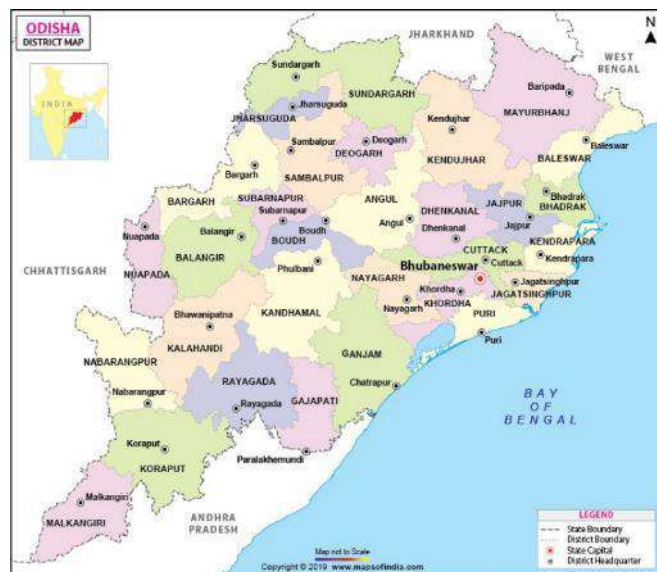 ODISHA
DISTRICT MAP
INDIA
N
JHARKHAND
WEST
BENGAL
Sundargarh
SUNDARGARH
Baripada
MAYURBHANJ
Jharsuguda
JHARSUGUDA
Kendujhar
KENDUJHAR
Sambalpur
SAMBALPUR
Deogarh
DEOGARH
Baleswar
BALESWAR
Bargarh
BARGARH
SUBARNAPUR
Subarnapur
ANGUL
Angul
DHENKANAL
Dhenkanal
JAJPUR
Jajpur
Bhadrak
BHADRAK
Nuapada
NUAPADA
Balangir
BALANGIR
Boudh
BOUDH
KENDRAPARA
Kendrapara
CUTTACK
Cuttack
CHHATTISGARH
Phulbani
KANDHAMAL
NAYAGARH
Nayagarh
Bhubaneswar
Khordha
KHORDHA
Jagatsinghpur
JAGATSINGHPUR
PURI
Puri
Bhawanipatna
KALAHANDI
NABARANGPUR
Nabarangpur
RAYAGADA
Rayagada
GANJAM
Chatrapur
GAJAPATI
Paralakhemundi
BAY
OF
BENGAL
Koraput
KORAPUT
Malkangiri
MALKANGIRI
ANDHRA
PRADESH
LEGEND
State Boundary
District Boundary
State Capital
District Headquarter
Map not to Scale
Copyright © 2019 www.mapsofindia.com